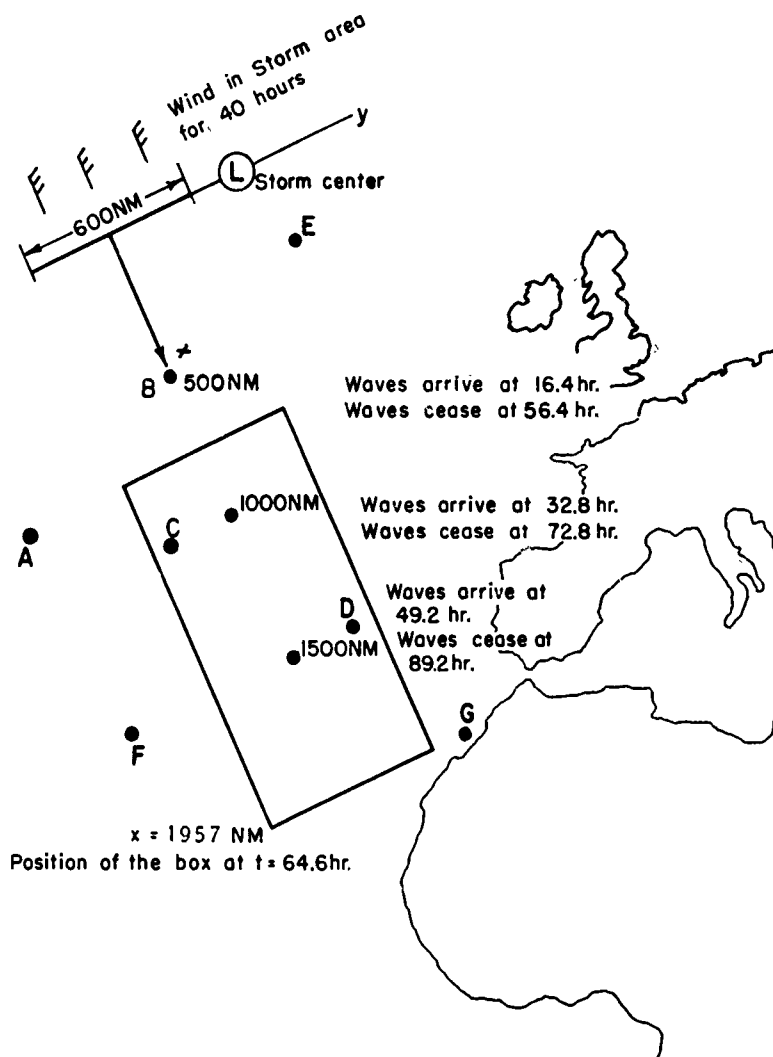 Wind in Storm area
for, 40 hours
y
L
Storm center
600NM
E
x
B 500NM
Waves arrive at 16.4 hr.
Waves cease at 56.4 hr.
1000NM
Waves arrive at 32.8 hr.
Waves cease at 72.8 hr.
C
A
Waves arrive at
49.2 hr.
D
Waves cease at
89.2 hr.
1500NM
G
F
x = 1957 NM
Position of the box at t= 64.6hr.